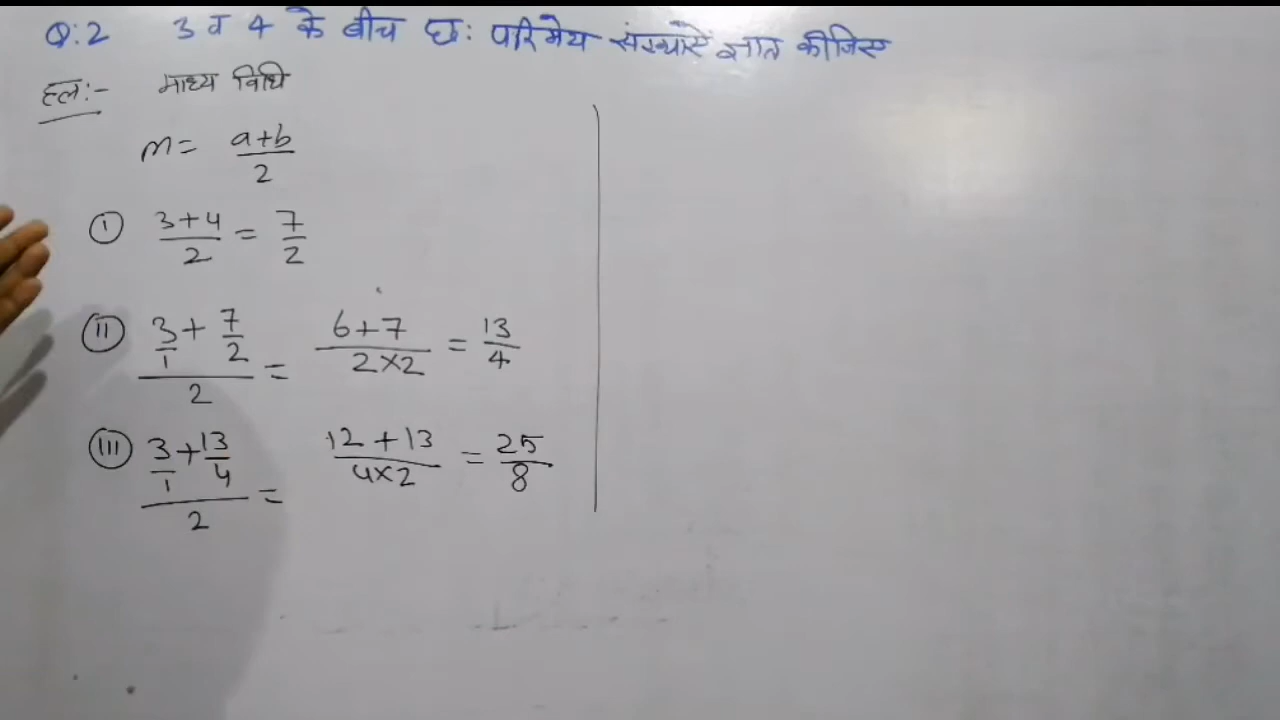 Q:2 3 व 4 के बीच छः परिमेय संख्याएें ज्ञात कीजिए
हलः- माध्य विधि
m = a+b/2
(I) 3+4/2 = 7/2
(II) 3/1 + 7/2 / 2 = 6+7/2×2 = 13/4
(III) 3/1 + 13/4 / 2 = 12+13/4×2 = 25/8